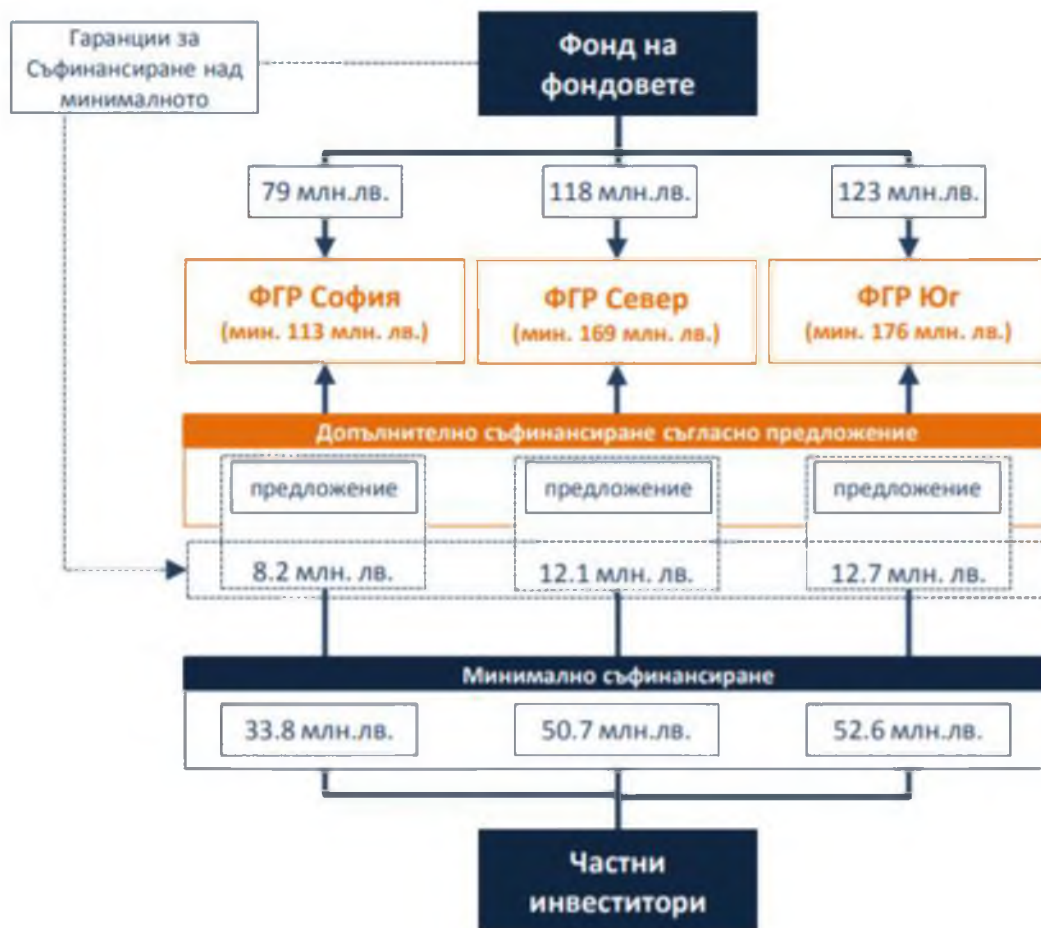 Гаранции за
Съфинансиране над
минималното
Фонд на
фондовете
79 млн.лв.
118 млн.лв.
123 млн.лв.
ФГР София
(мин. 113 млн. лв.)
ФГР Север
(мин. 169 млн. лв.)
ФГР Юг
(мин. 176 млн. лв.)
Допълнително съфинансиране съгласно предложение
предложение
предложение
предложение
8.2 млн. лв.
12.1 млн. лв.
12.7 млн. лв.
Минимално съфинансиране
33.8 млн.лв.
50.7 млн.лв.
52.6 млн.лв.
Частни
инвеститори